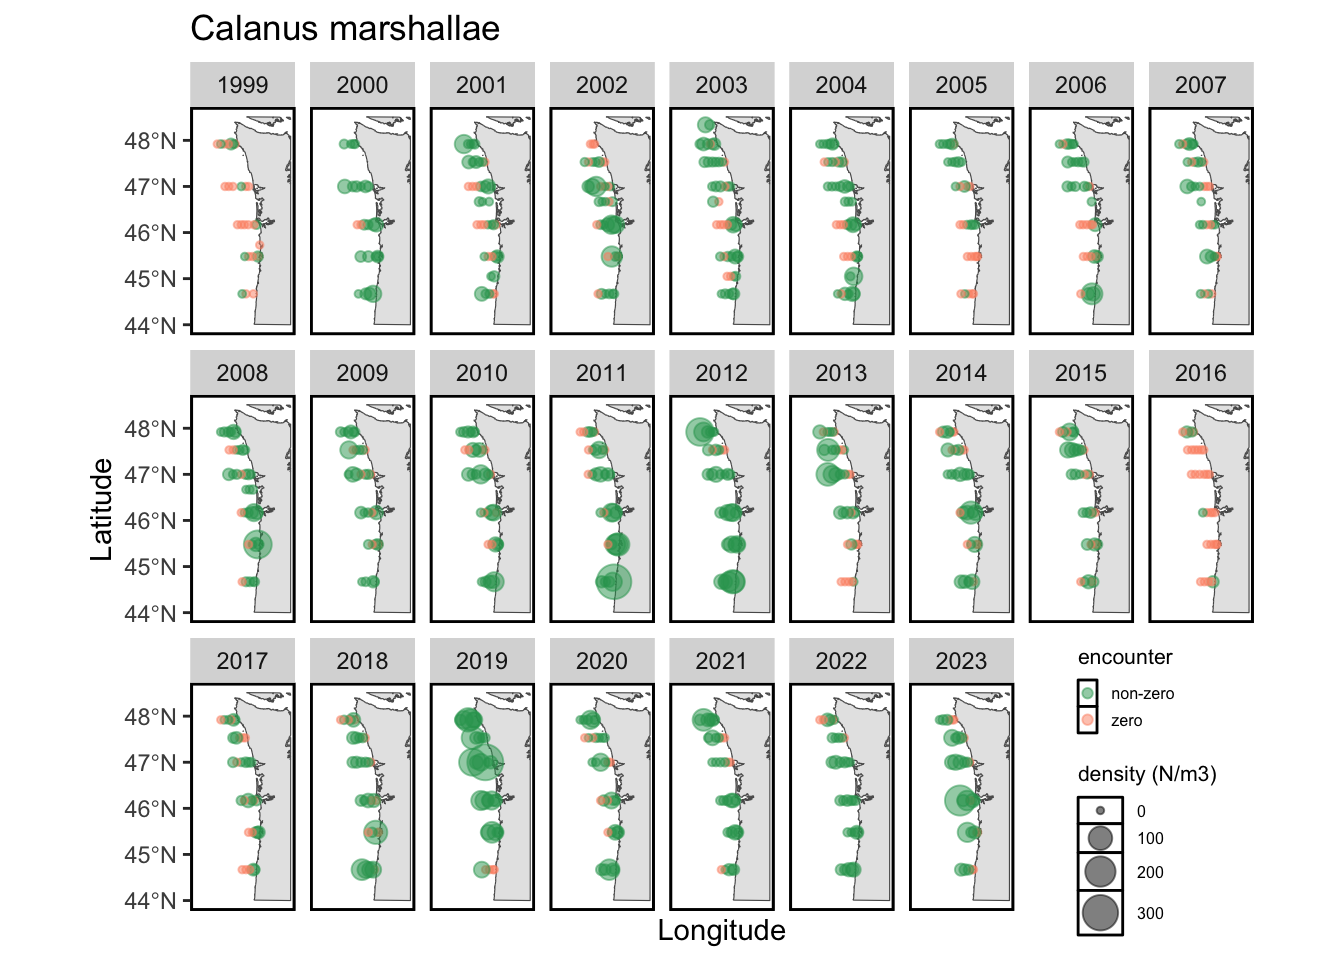 Calanus marshallae
1999 2000 2001 2002 2003 2004 2005 2006 2007
48°N
47°N
46°N
45°N
44°N
2008 2009 2010 2011 2012 2013 2014 2015 2016
48°N
47°N
46°N
45°N
44°N
Latitude
2017 2018 2019 2020 2021 2022 2023
48°N
47°N
46°N
45°N
44°N
Longitude
encounter
non-zero
zero
density (N/m3)
0
100
200
300